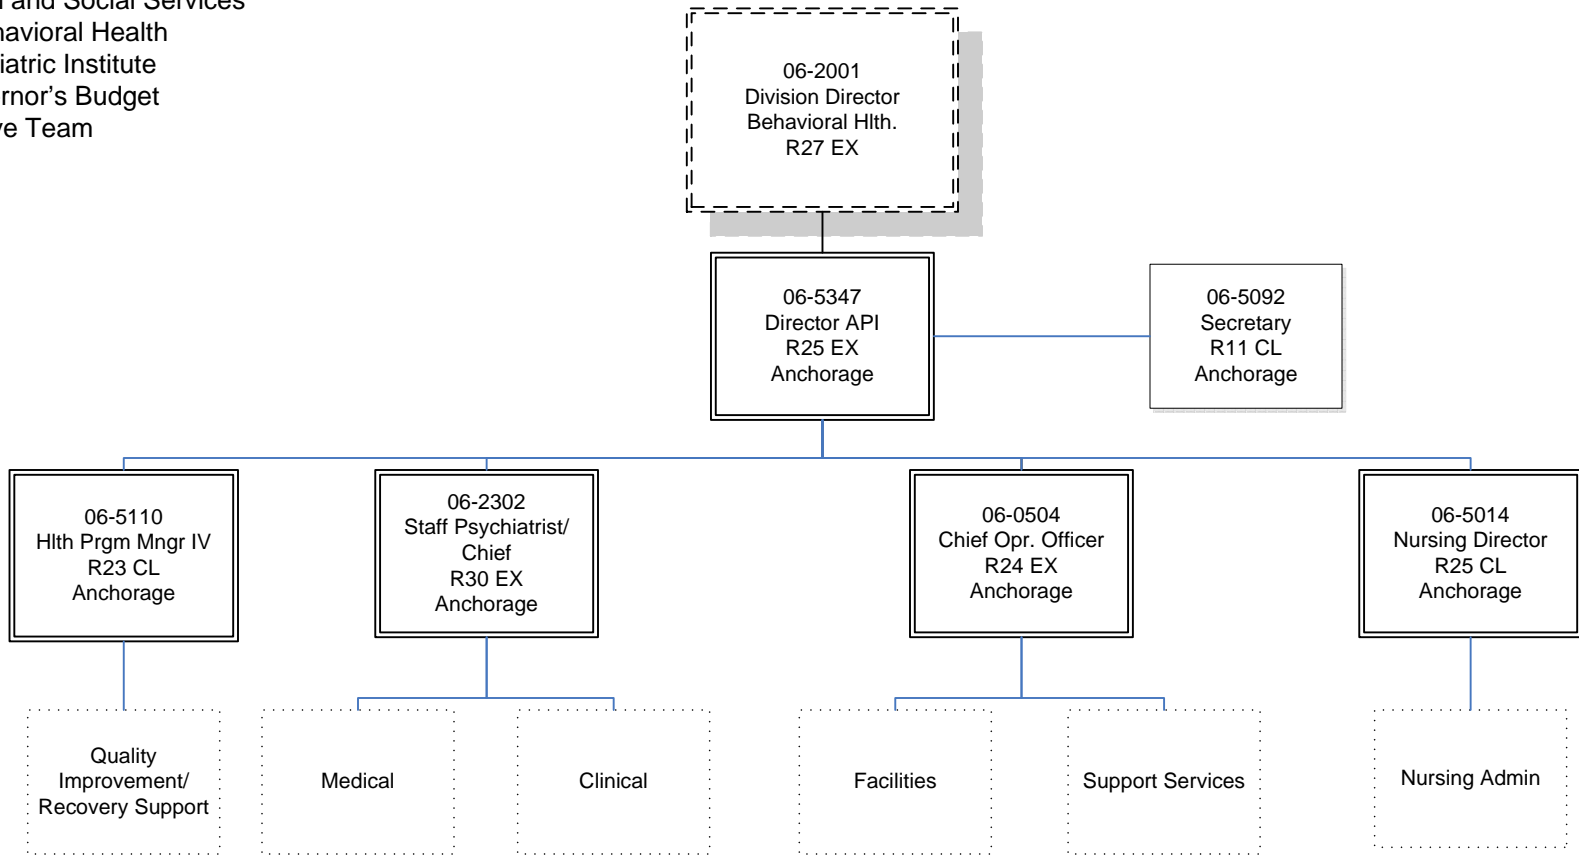 and Social Services
Health
Institute
Budget
Team
06-2001
Division Director
Behavioral Hlth.
R27 EX
06-5347
Director API
R25 EX
Anchorage
06-5092
Secretary
R11 CL
Anchorage
06-5110
Hlth Prgm Mngr IV
R23 CL
Anchorage
06-2302
Staff Psychiatrist/
Chief
R30 EX
Anchorage
06-0504
Chief Opr. Officer
R24 EX
Anchorage
06-5014
Nursing Director
R25 CL
Anchorage
Quality
Improvement/
Recovery Support
Medical
Clinical
Facilities
Support Services
Nursing Admin